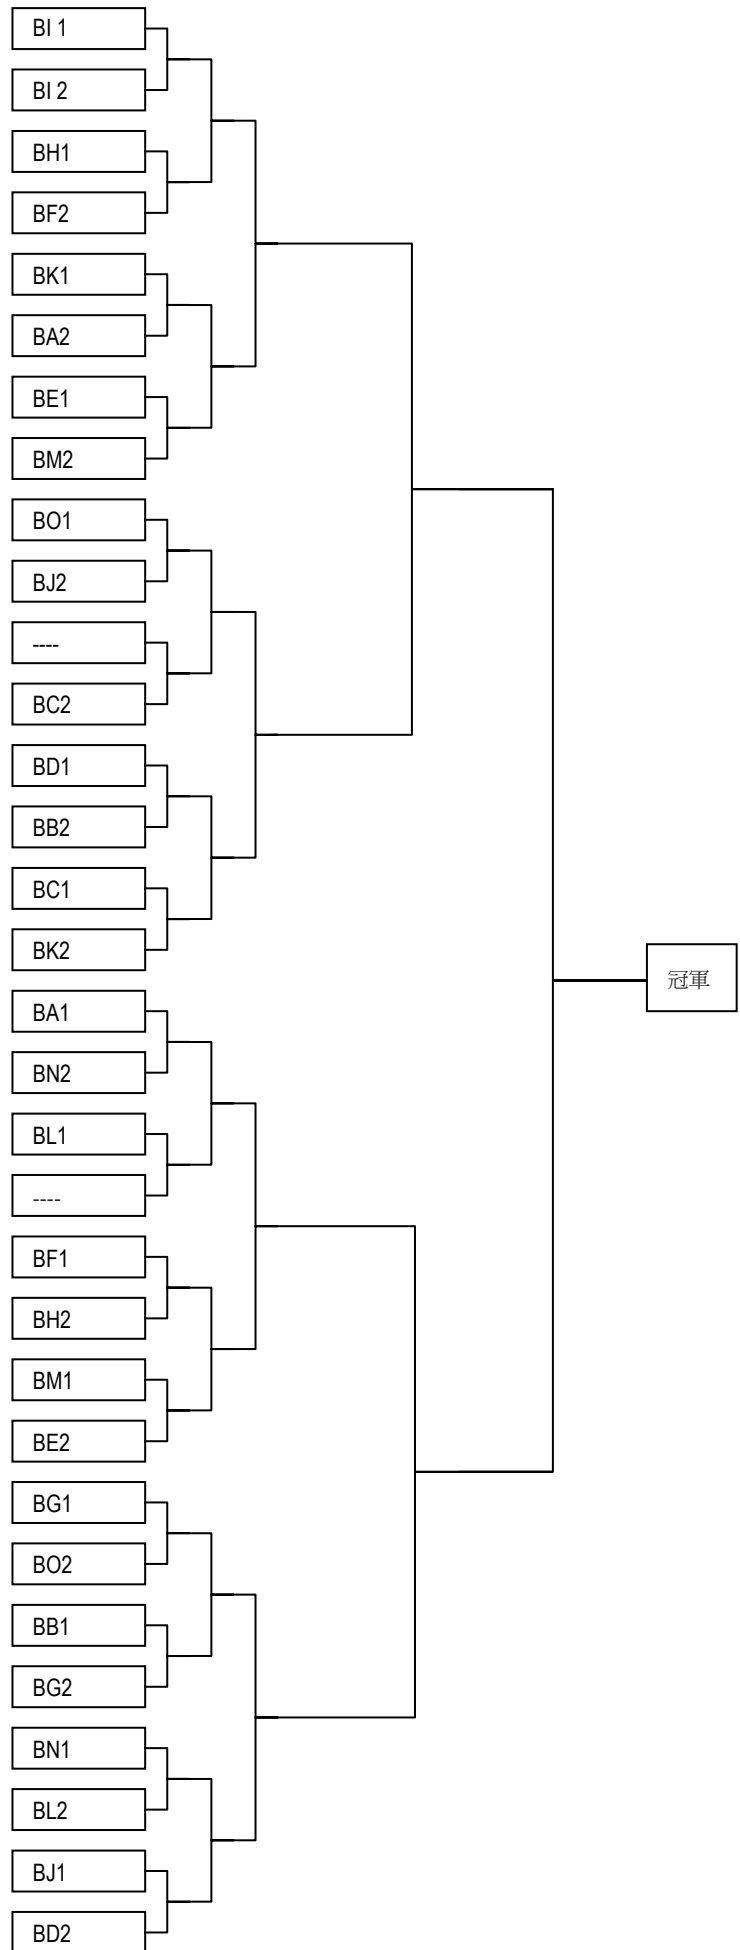 BI 1
BI 2
BH1
BF2
BK1
BA2
BE1
BM2
BO1
BJ2
----
BC2
BD1
BB2
BC1
BK2
冠軍
BA1
BN2
BL1
----
BF1
BH2
BM1
BE2
BG1
BO2
BB1
BG2
BN1
BL2
BJ1
BD2